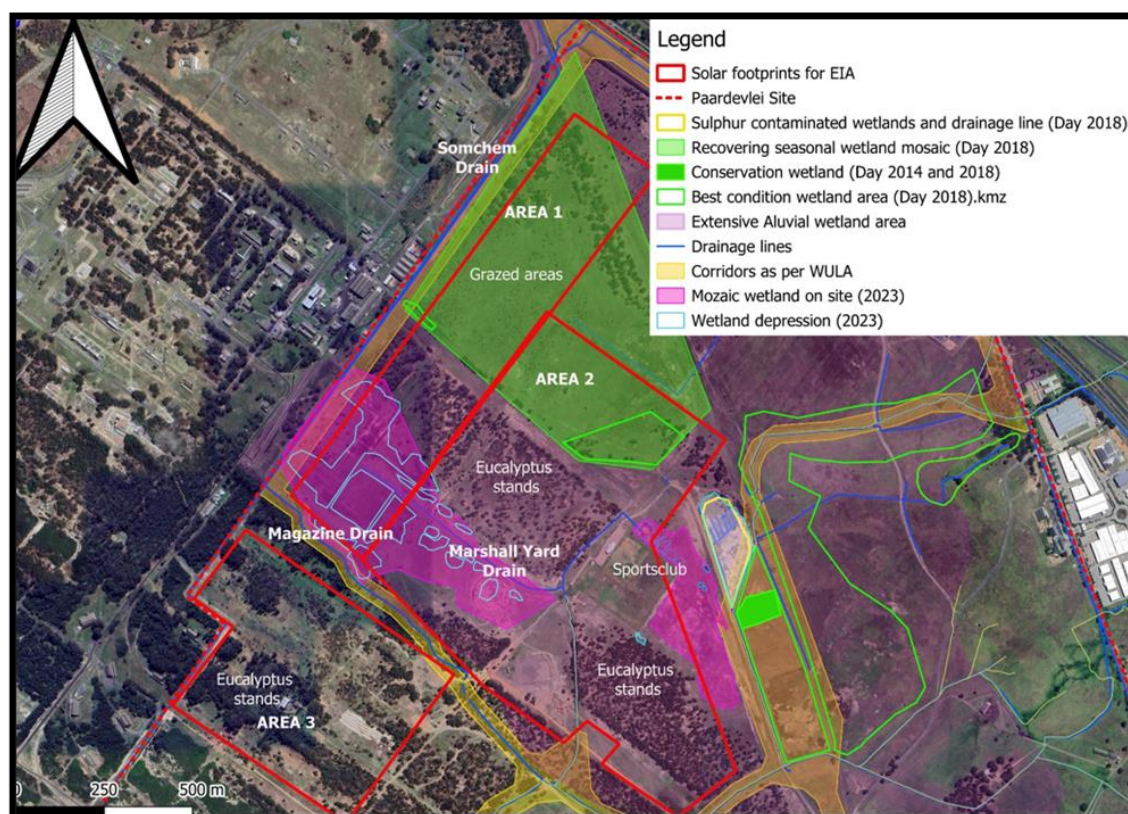 Legend
Solar footprints for EIA
Paardevlei Site
Sulphur contaminated wetlands and drainage line (Day 2018)
Recovering seasonal wetland mosaic (Day 2018)
Conservation wetland (Day 2014 and 2018)
Best condition wetland area (Day 2018).kmz
Extensive Aluvial wetland area
Drainage lines
Corridors as per WULA
Mozaic wetland on site (2023)
Wetland depression (2023)
Somchem
Drain
AREA 1
Grazed areas
AREA 2
Eucalyptus
stands
Magazine Drain
Marshall Yard
Drain
Sportsclub
Eucalyptus
stands
Eucalyptus
stands
AREA 3
0
250
500 m